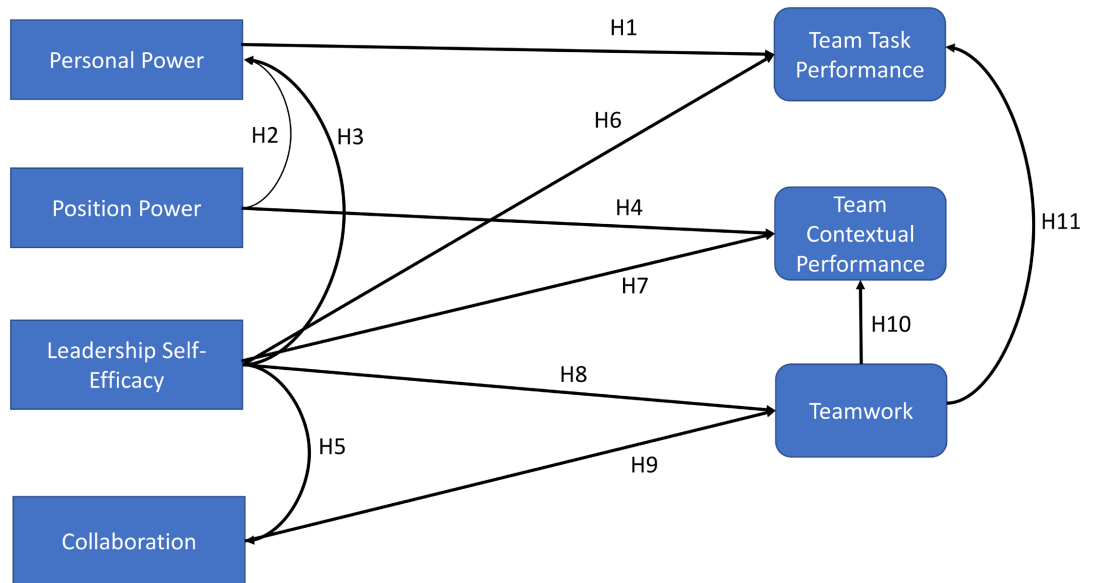 H1
Personal Power
Team Task
Performance
H6
H2
H3
Position Power
H4
Team
Contextual
Performance
H11
H7
H10
Leadership Self-
Efficacy
H8
Teamwork
H5
H9
Collaboration